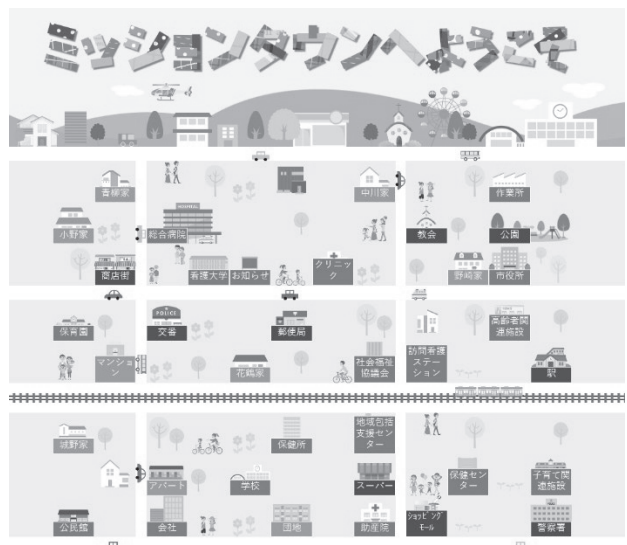 ミッションタウンへようこそ
青柳家
中川家
作業所
小野家
HOSPITAL
総合病院
教会
公園
商店街
看護大学
お知らせ
クリニッ
ク
野崎家
市役所
保育園
POLICE
交番
郵便局
高齢者関
連施設
マンショ
ン
花鶴家
社会福祉
協議会
訪問看護
ステー
ション
駅
城野家
保健所
地域包括
支援セン
ター
アパート
学校
スーパー
保健セン
ター
子育て関
連施設
公民館
会社
団地
助産院
ショッピング
モール
警察署